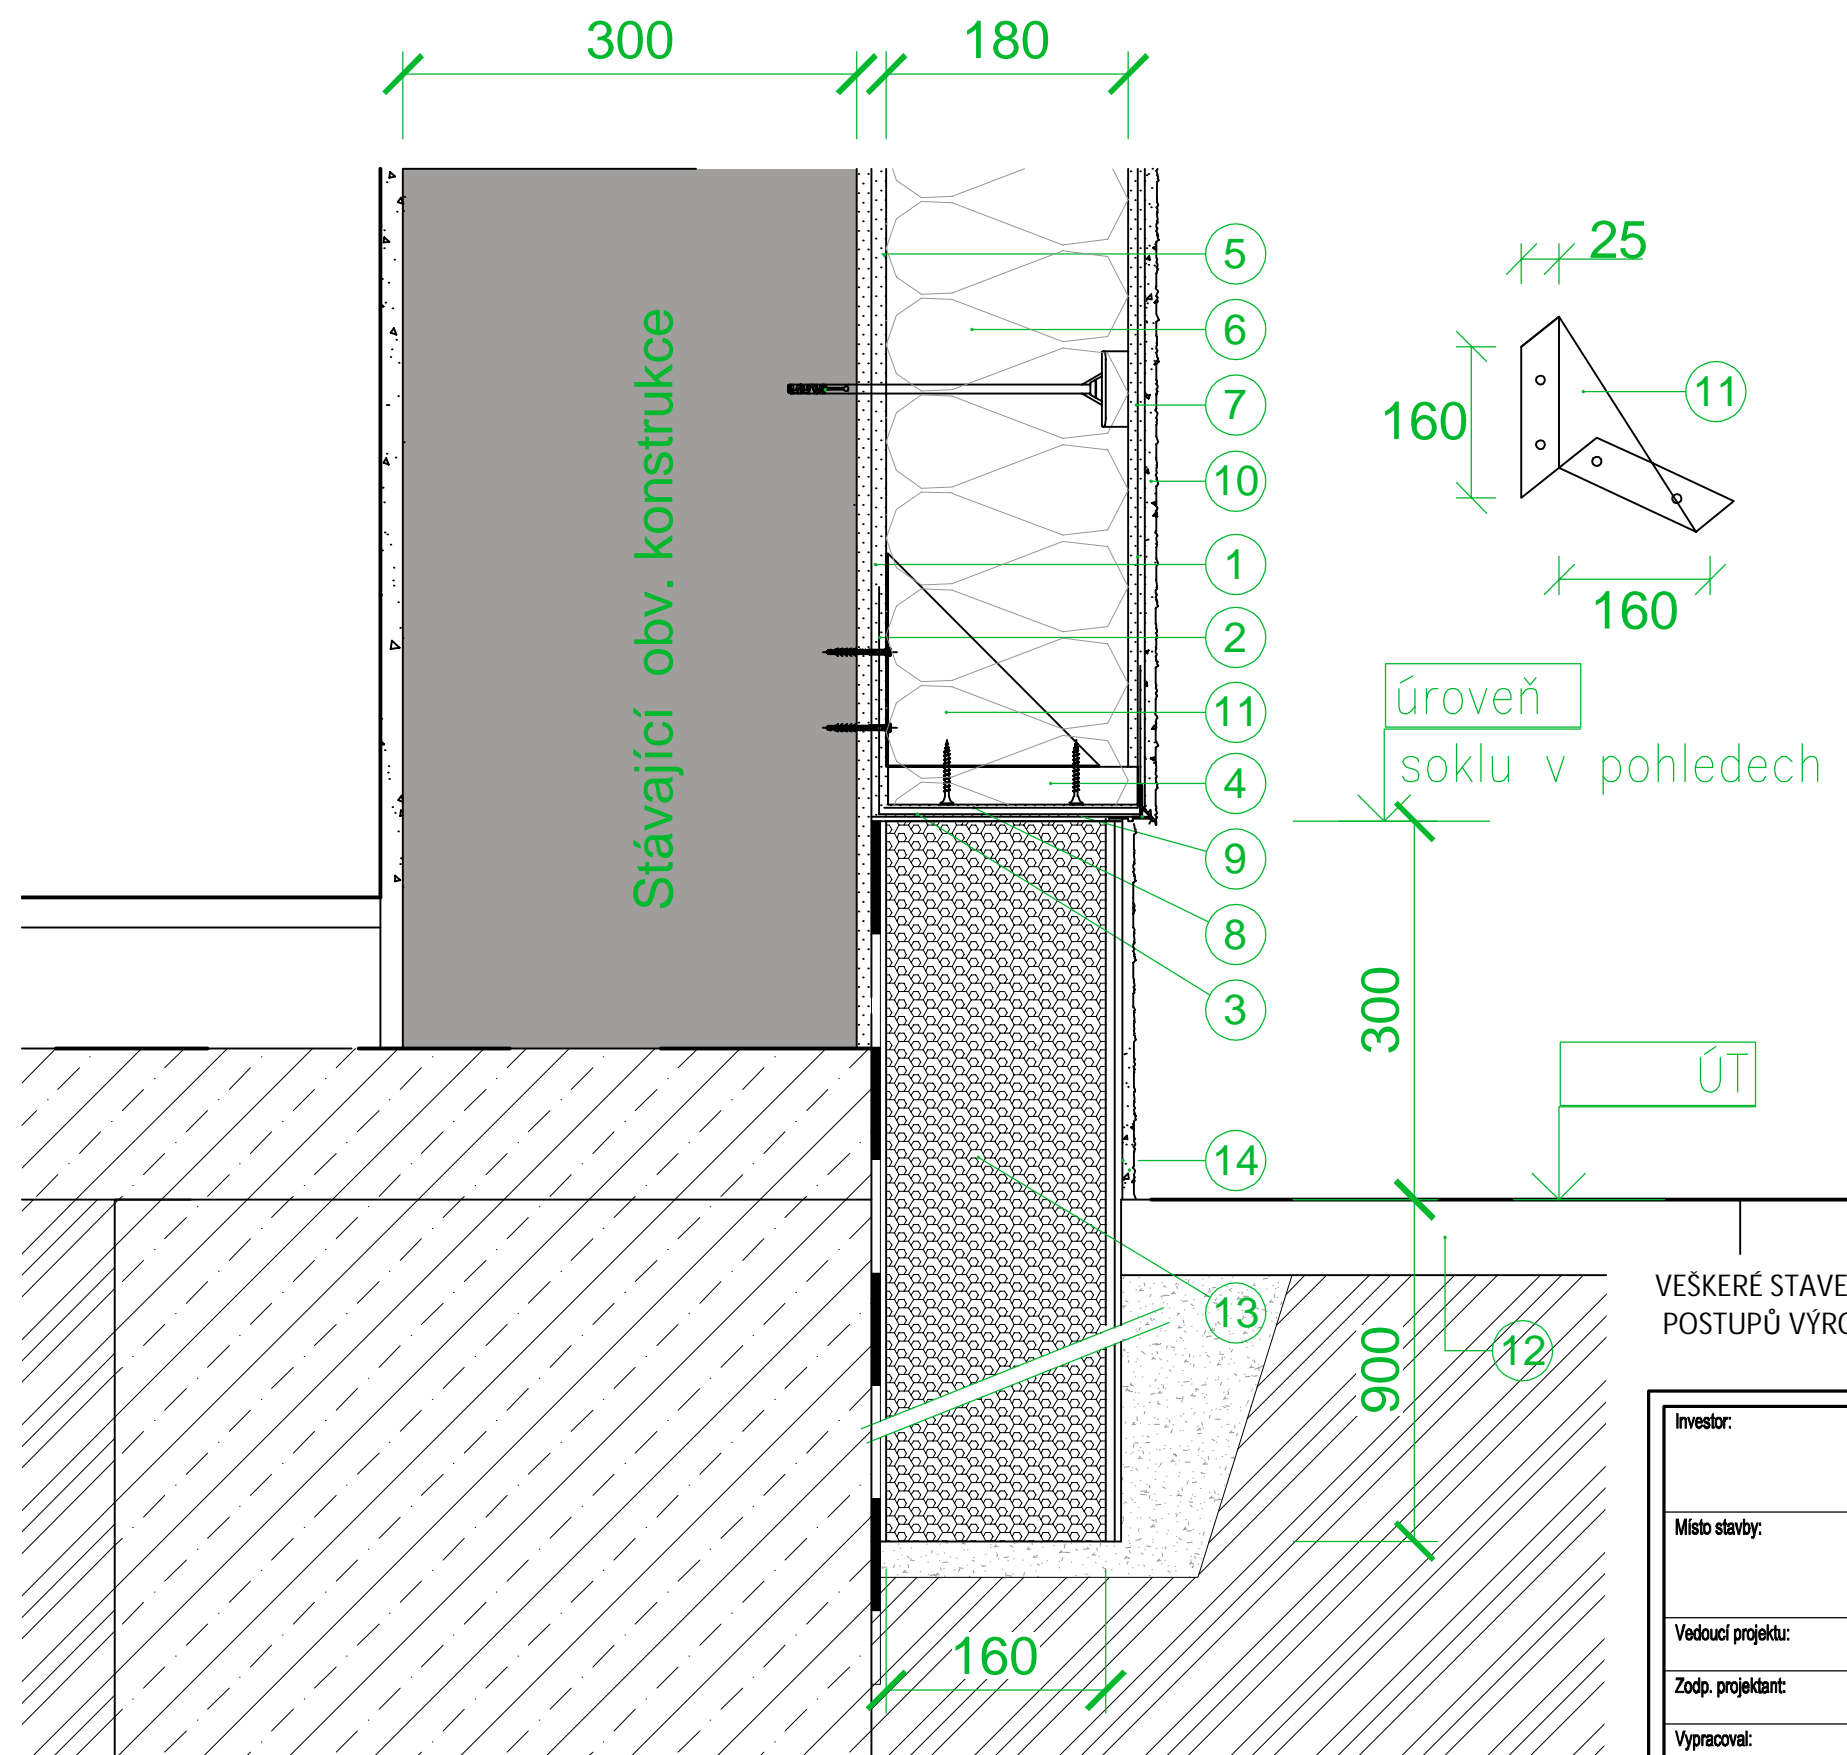 300
180
Stávající obv. konstrukce
5
6
7
10
1
2
11
4
9
8
3
14
13
12
25
160
11
160
úroveň
soklu v pohledech
300
ÚT
900
160
VEŠKERÉ STAVE
POSTUPŮ VÝRO
Investor:
Místo stavby:
Vedoucí projektu:
Zodp. projektant:
Vypracoval: